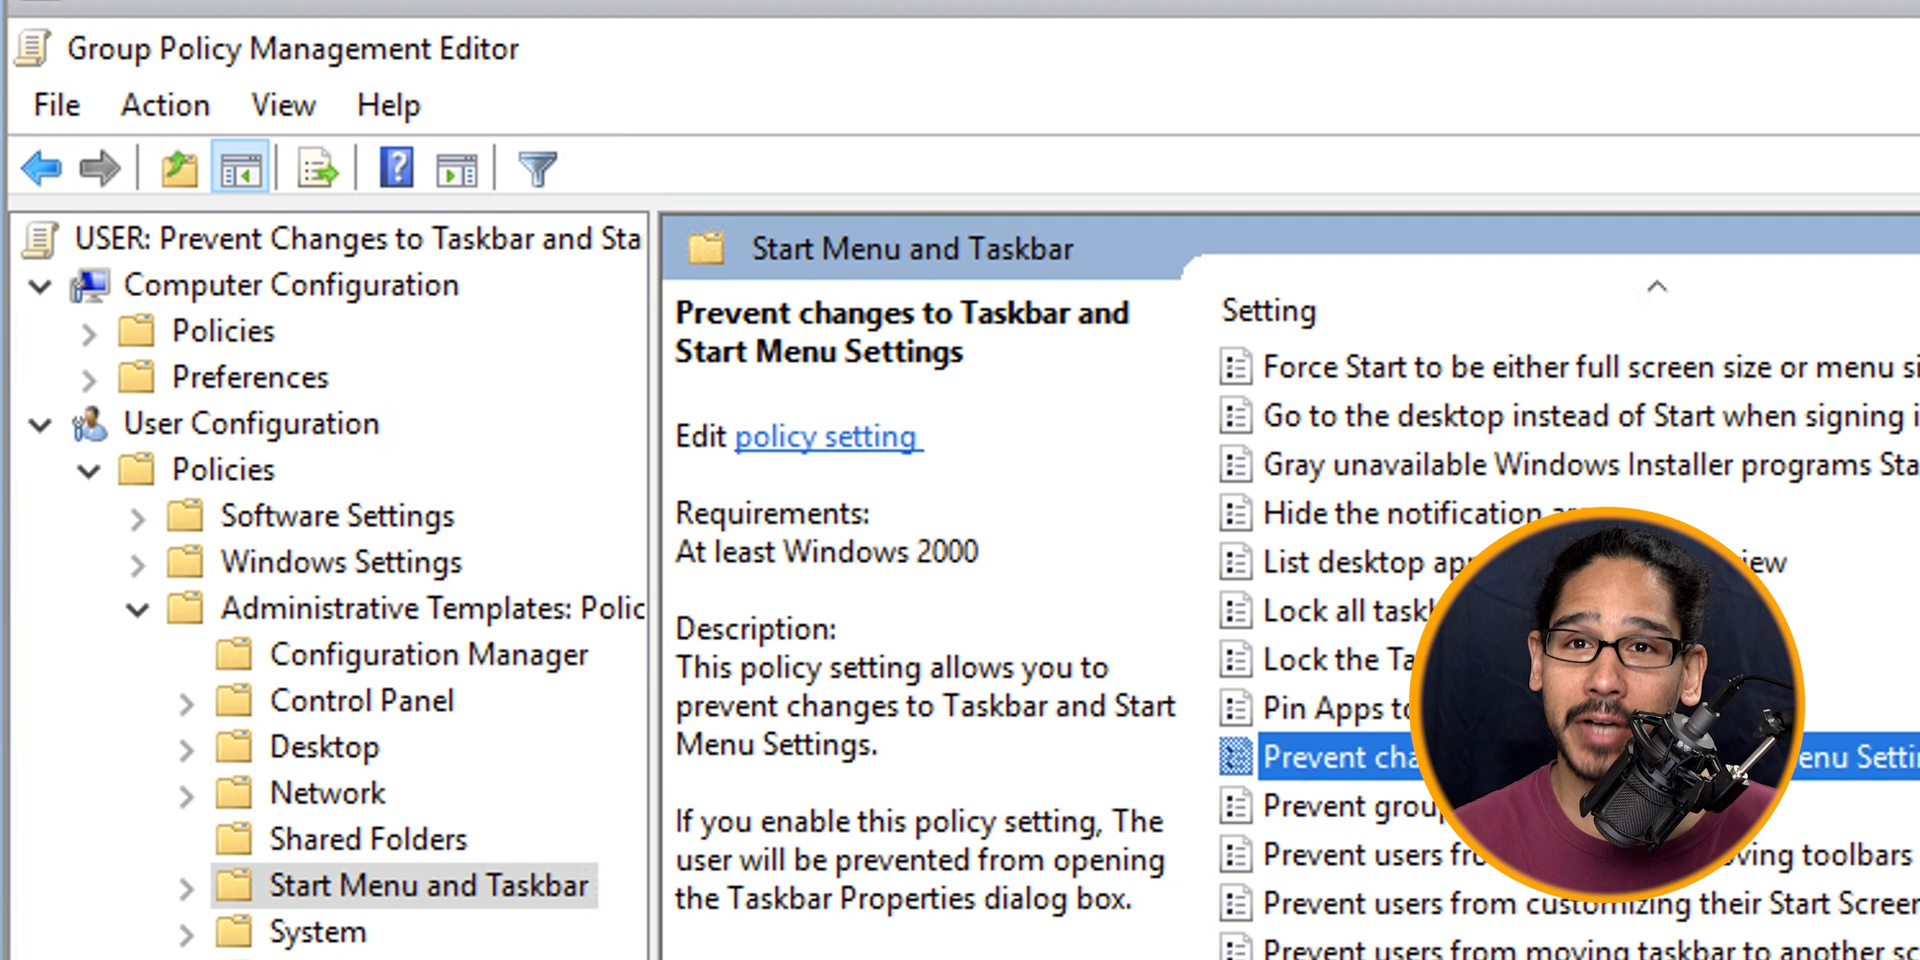 Group Policy Management Editor
File Action View Help
USER: Prevent Changes to Taskbar and Sta
Computer Configuration
Policies
Preferences
User Configuration
Policies
Software Settings
Windows Settings
Administrative Templates: Polic
Configuration Manager
Control Panel
Desktop
Network
Shared Folders
Start Menu and Taskbar
System
Start Menu and Taskbar
Prevent changes to Taskbar and
Start Menu Settings
Edit policy setting
Requirements:
At least Windows 2000
Description:
This policy setting allows you to
prevent changes to Taskbar and Start
Menu Settings.
If you enable this policy setting, The
user will be prevented from opening
the Taskbar Properties dialog box.
Setting
Force Start to be either full screen size or menu si
Go to the desktop instead of Start when signing i
Gray unavailable Windows Installer programs Sta
Hide the notification
List desktop
Lock all
Lock the
Pin Apps
Prevent enu Setti
Prevent
Prevent users ving toolbars
Prevent users from customizing their Start Screen
Prevent users from moving taskbar to another sc